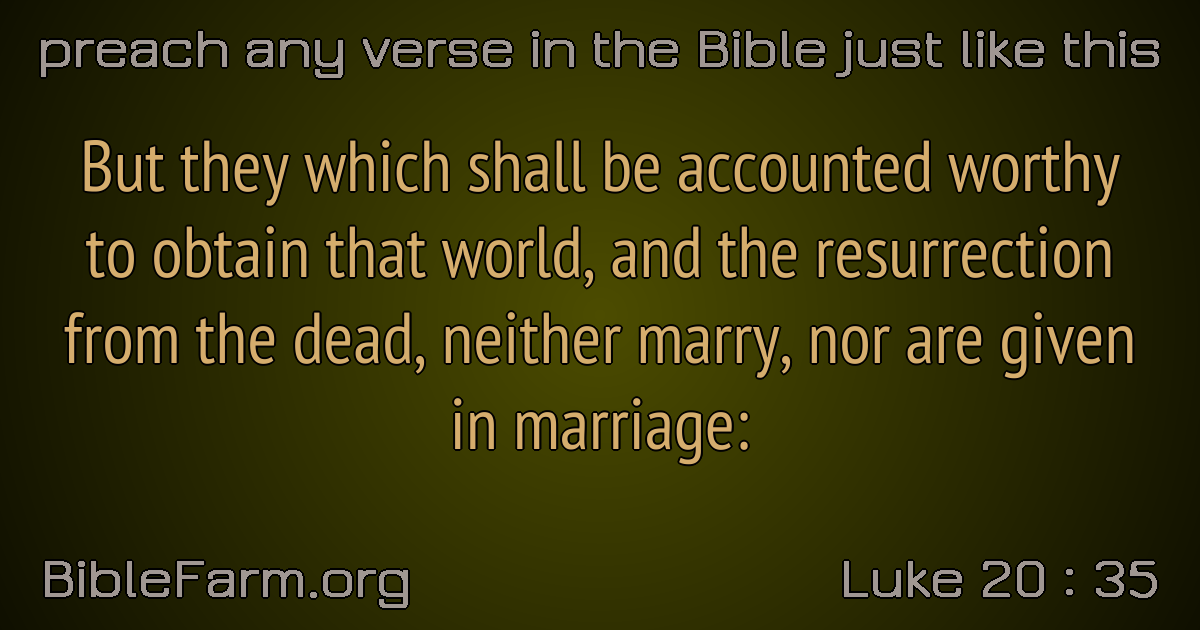 preach any verse in the Bible just like this
But they which shall be accounted worthy
to obtain that world, and the resurrection
from the dead, neither marry, nor are given
in marriage:
BibleFarm.org
Luke 20 : 35